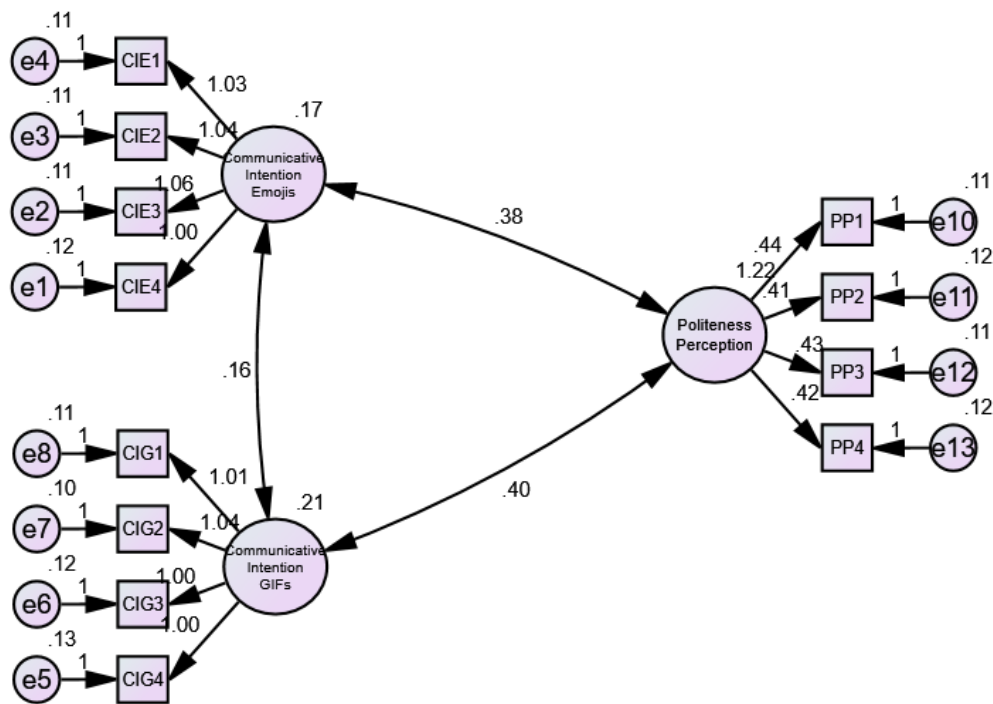 .11
e4
1
CIE1
1.03
.11
e3
1
CIE2
1.04
.11
e2
1
CIE3
1.06
.12
e1
1
CIE4
1.00
.17
Communicative
Intention
Emojis
.38
.16
.40
.11
e8
1
CIG1
1.01
.10
e7
1
CIG2
1.04
.12
e6
1
CIG3
1.00
.13
e5
1
CIG4
1.00
.21
Communicative
Intention
GIFs
1.22
Politeness
Perception
.44
PP1
1
.11
e10
.41
PP2
1
.12
e11
.43
PP3
1
.11
e12
.42
PP4
1
.12
e13